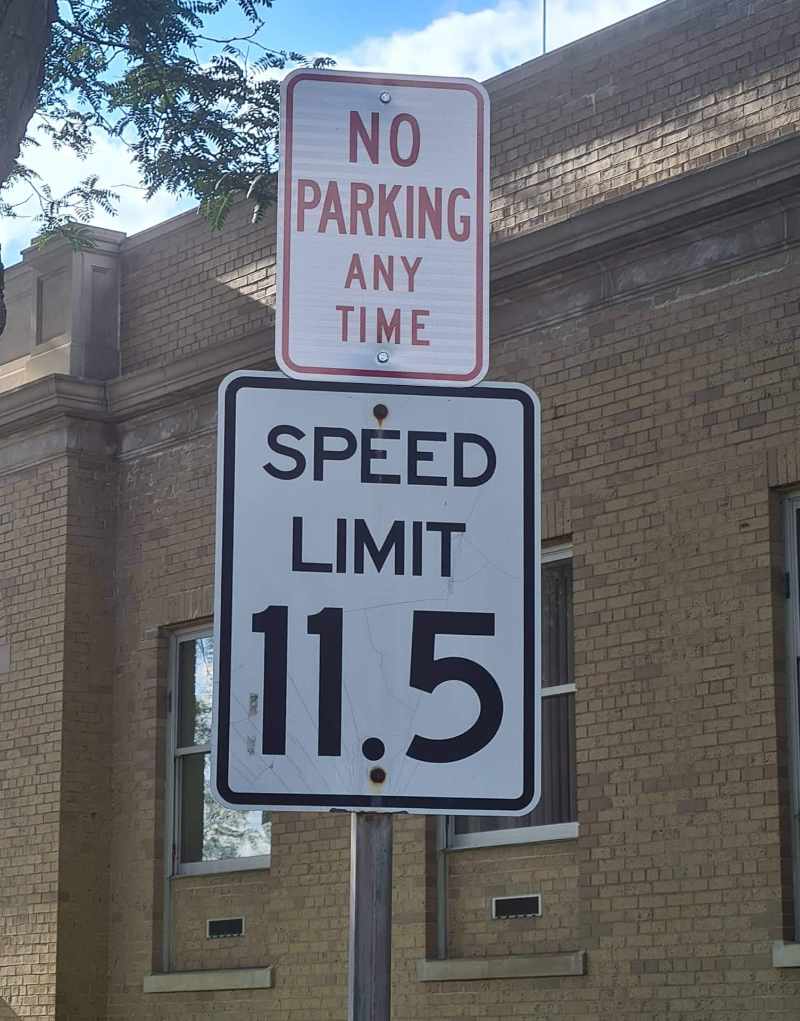 NO
PARKING
ANY
TIME
SPEED
LIMIT
11.5